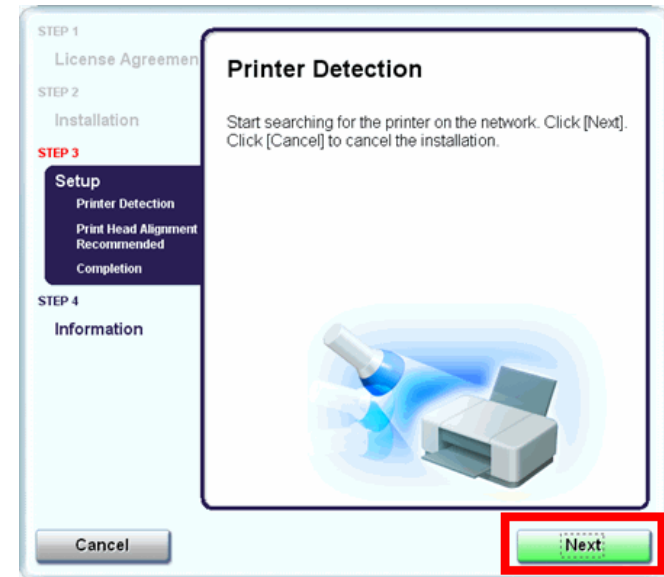 STEP 1
License Agreemen
STEP 2
Installation
STEP 3
Setup
Printer Detection
Print Head Alignment
Recommended
Completion
STEP 4
Information
Printer Detection
Start searching for the printer on the network. Click [Next].
Click [Cancel] to cancel the installation.
Cancel
Next